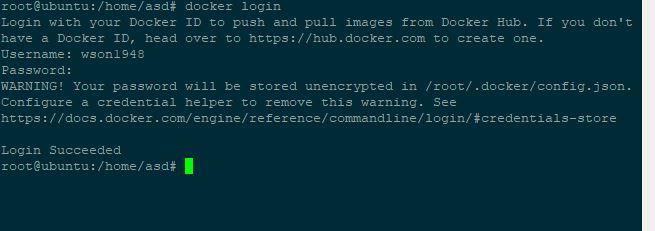 root@ubuntu:/home/asd# docker login
Login with your Docker ID to push and pull images from Docker Hub. If you don't
have a Docker ID, head over to https://hub.docker.com to create one.
Username: wson1948
Password:
WARNING! Your password will be stored unencrypted in /root/.docker/config.json.
Configure a credential helper to remove this warning. See
https://docs.docker.com/engine/reference/commandline/login/#credentials-store
Login Succeeded
root@ubuntu:/home/asd#